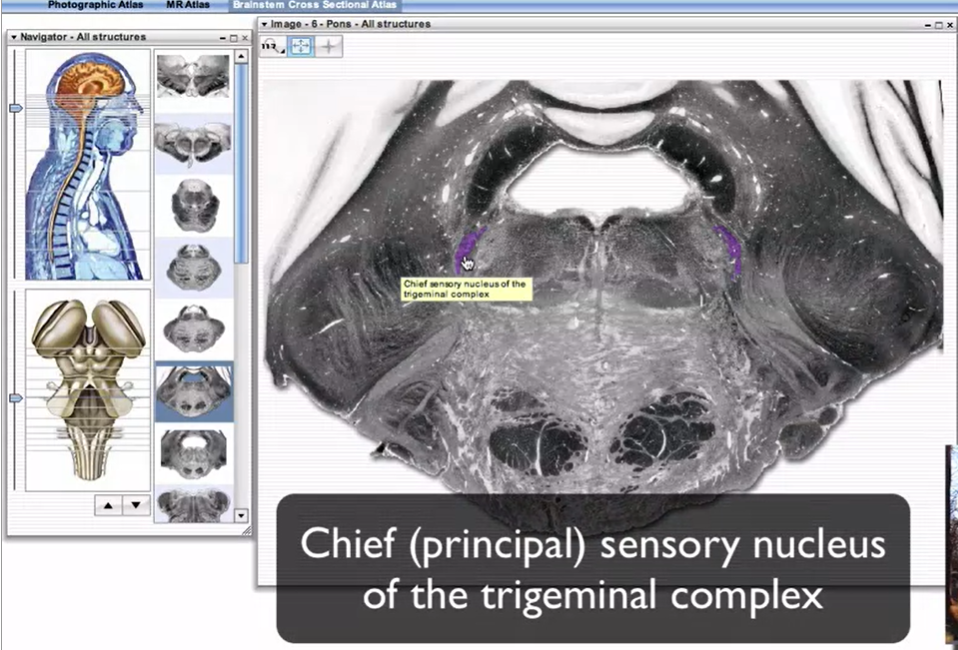 Photographic Atlas MR Atlas Brainstem Cross Sectional Atlas
Navigator - All structures
Image - 6 - Pons - All structures
Chief sensory nucleus of the
trigeminal complex
Chief (principal) sensory nucleus
of the trigeminal complex